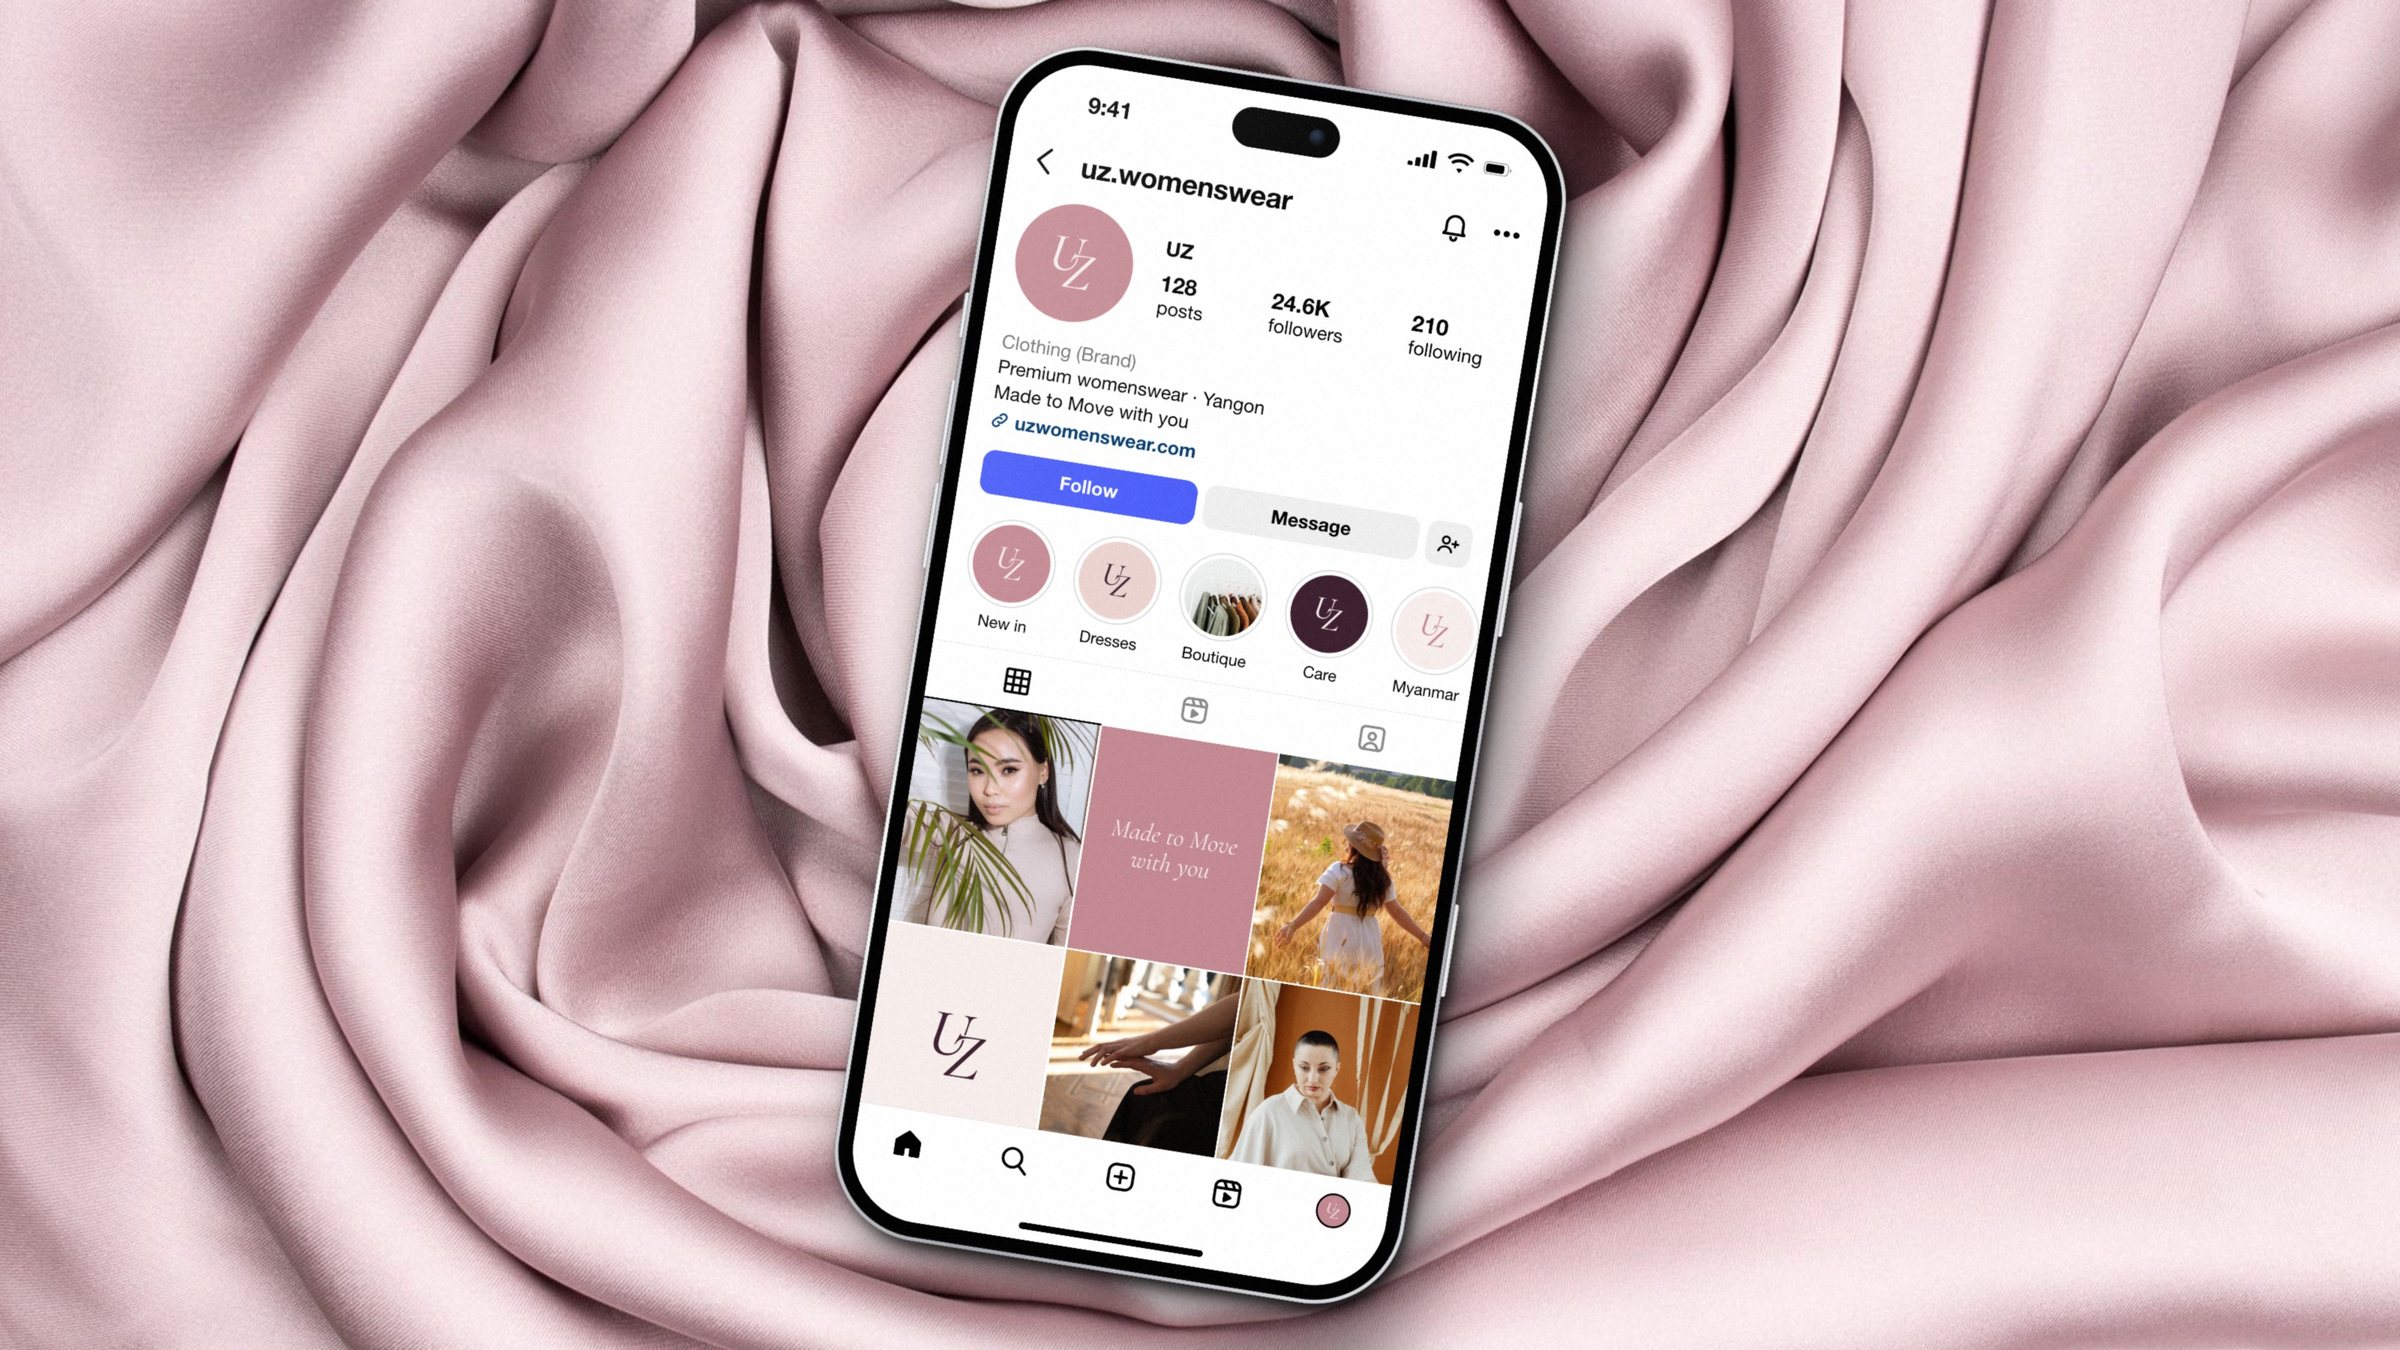 9:41
uz.womenswear
UZ
UZ
128
posts
24.6K
followers
210
following
Clothing (Brand)
Premium womenswear · Yangon
Made to Move with you
uzwomenswear.com
Follow
Message
UZ
New in
UZ
Dresses
Boutique
UZ
Care
UZ
Myanmar
Made to Move
with you
UZ
UZ